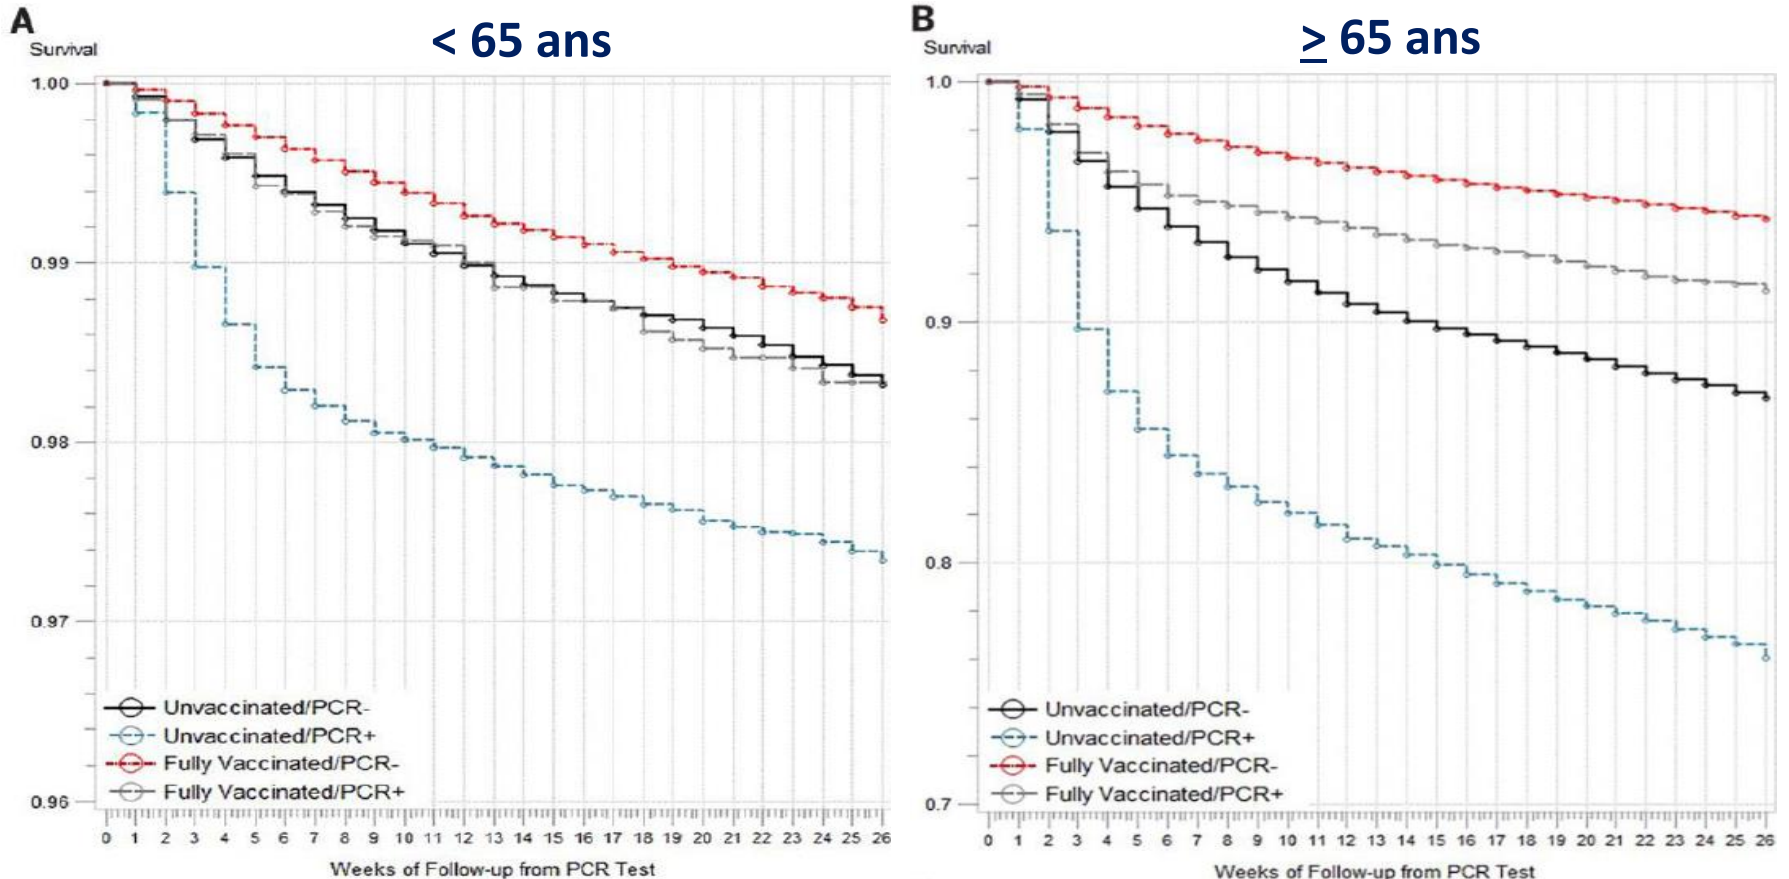 A
< 65 ans
Survival
1.00
0.99
0.98
0.97
0.96
Unvaccinated/PCR-
Unvaccinated/PCR+
Fully Vaccinated/PCR-
Fully Vaccinated/PCR+
0 1 2 3 4 5 6 7 8 9 10 11 12 13 14 15 16 17 18 19 20 21 22 23 24 25 26
Weeks of Follow-up from PCR Test
B
≥ 65 ans
Survival
1.0
0.9
0.8
0.7
Unvaccinated/PCR-
Unvaccinated/PCR+
Fully Vaccinated/PCR-
Fully Vaccinated/PCR+
0 1 2 3 4 5 6 7 8 9 10 11 12 13 14 15 16 17 18 19 20 21 22 23 24 25 26
Weeks of Follow-up from PCR Test